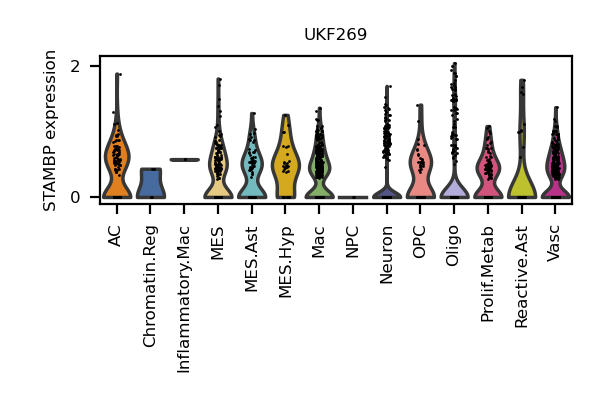 UKF269
STAMBP expression
2
0
AC
Chromatin.Reg
Inflammatory.Mac
MES
MES.Ast
MES.Hyp
Mac
NPC
Neuron
OPC
Oligo
Prolif.Metab
Reactive.Ast
Vasc